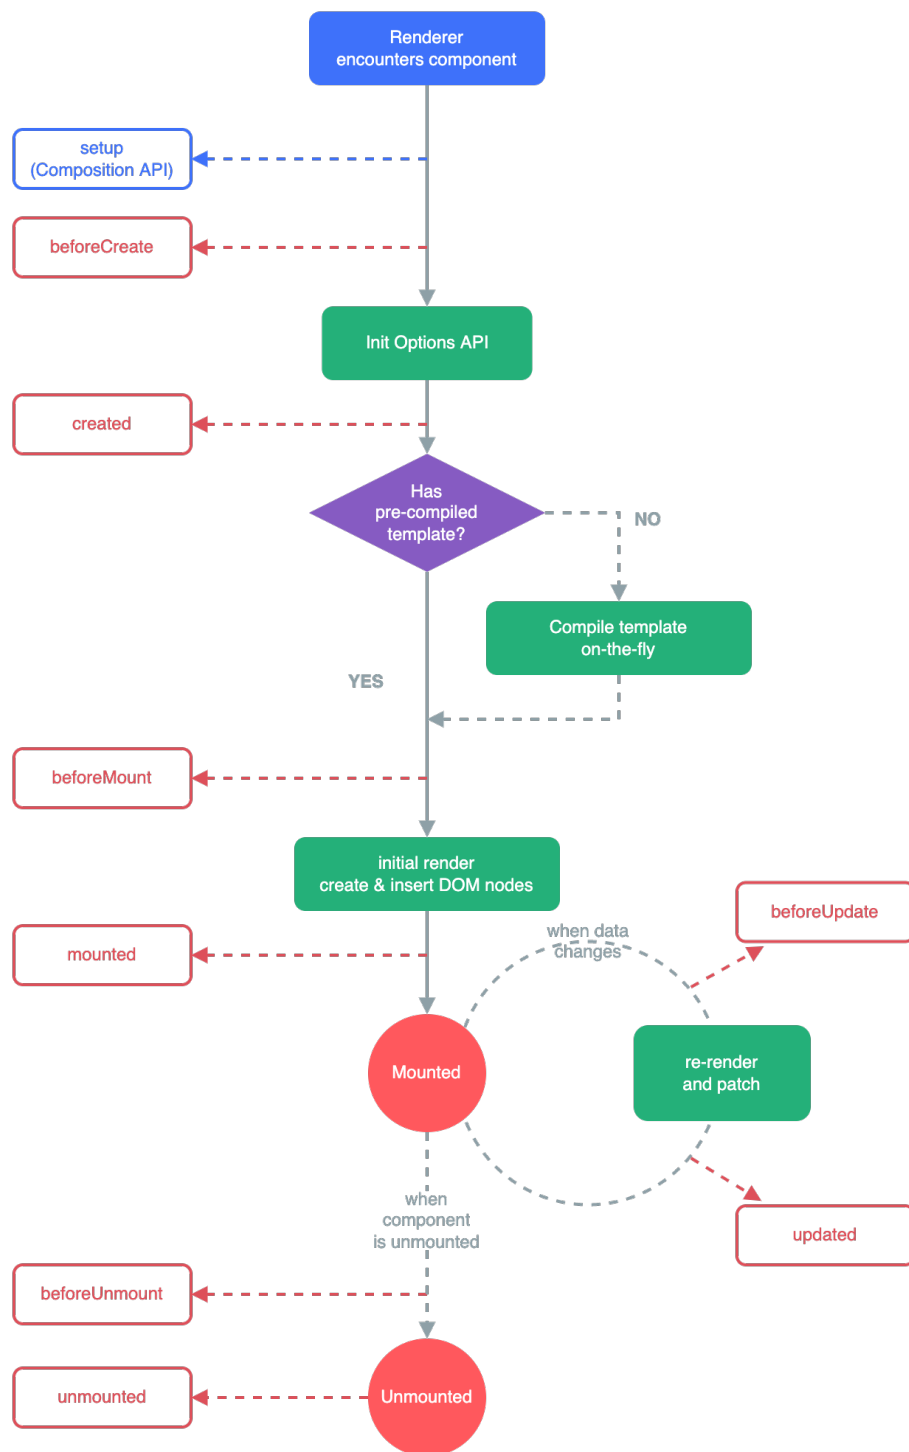 Renderer
encounters component
setup
(Composition API)
beforeCreate
Init Options API
created
Has
pre-compiled
template?
NO
Compile template
on-the-fly
YES
beforeMount
initial render
create & insert DOM nodes
beforeUpdate
when data
changes
mounted
Mounted
re-render
and patch
when
component
is unmounted
updated
beforeUnmount
unmounted
Unmounted